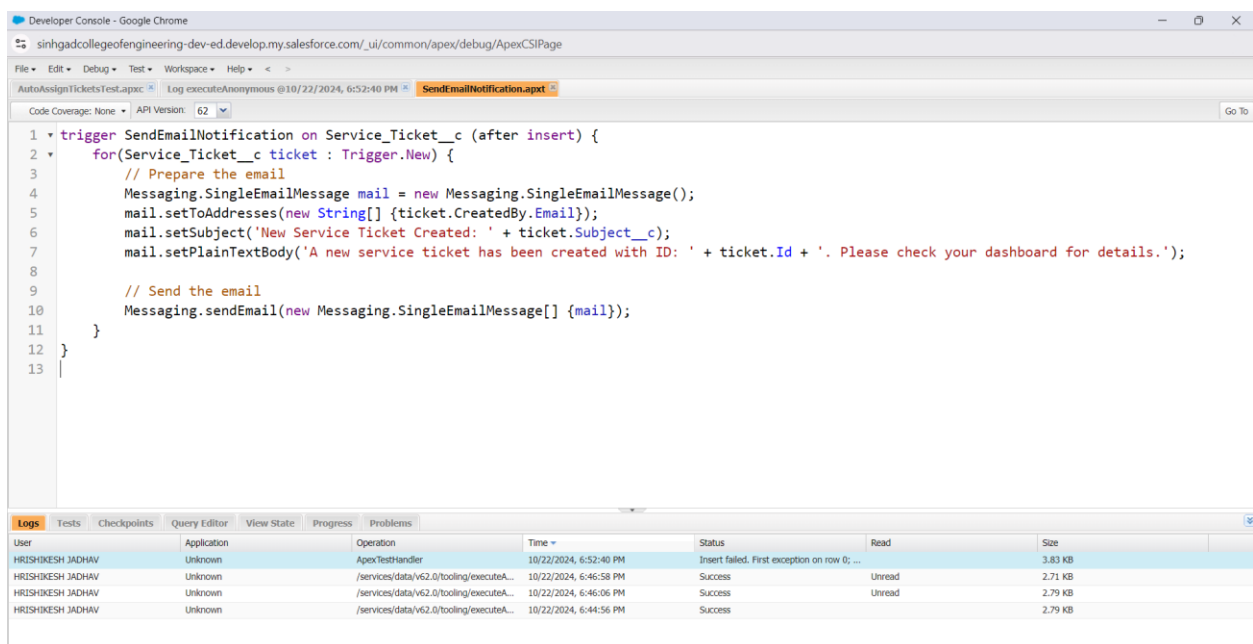 Developer Console - Google Chrome
sinhgadcollegeofengineering-dev-ed.develop.my.salesforce.com/_ui/common/apex/debug/ApexCSIPage
File Edit Debug Test Workspace Help < >
AutoAssignTicketsTest.apxc Log executeAnonymous @10/22/2024, 6:52:40 PM SendEmailNotification.apxt
Code Coverage: None API Version: 62 Go To
1 trigger SendEmailNotification on Service_Ticket__c (after insert) {
2 for(Service_Ticket__c ticket : Trigger.New) {
3 // Prepare the email
4 Messaging.SingleEmailMessage mail = new Messaging.SingleEmailMessage();
5 mail.setToAddresses(new String[] {ticket.CreatedBy.Email});
6 mail.setSubject('New Service Ticket Created: ' + ticket.Subject__c);
7 mail.setPlainTextBody('A new service ticket has been created with ID: ' + ticket.Id + '. Please check your dashboard for details.');
8
9 // Send the email
10 Messaging.sendEmail(new Messaging.SingleEmailMessage[] {mail});
11 }
12 }
13
Logs Tests Checkpoints Query Editor View State Progress Problems
User Application Operation Time Status Read Size
HRISHIKESH JADHAV Unknown ApexTestHandler 10/22/2024, 6:52:40 PM Insert failed. First exception on row 0; ... 3.83 KB
HRISHIKESH JADHAV Unknown /services/data/v62.0/tooling/executeA... 10/22/2024, 6:46:58 PM Success Unread 2.71 KB
HRISHIKESH JADHAV Unknown /services/data/v62.0/tooling/executeA... 10/22/2024, 6:46:06 PM Success Unread 2.79 KB
HRISHIKESH JADHAV Unknown /services/data/v62.0/tooling/executeA... 10/22/2024, 6:44:56 PM Success 2.79 KB